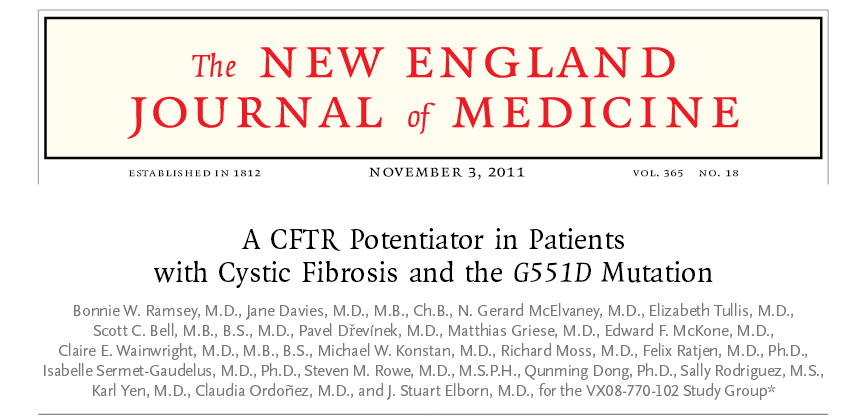 The NEW ENGLAND
JOURNAL of MEDICINE
ESTABLISHED IN 1812
NOVEMBER 3, 2011
VOL. 365 NO. 18
A CFTR Potentiator in Patients
with Cystic Fibrosis and the G551D Mutation
Bonnie W. Ramsey, M.D., Jane Davies, M.D., M.B., Ch.B., N. Gerard McElvaney, M.D., Elizabeth Tullis, M.D.,
Scott C. Bell, M.B., B.S., M.D., Pavel Dřevínek, M.D., Matthias Griese, M.D., Edward F. McKone, M.D.,
Claire E. Wainwright, M.D., M.B., B.S., Michael W. Konstan, M.D., Richard Moss, M.D., Felix Ratjen, M.D., Ph.D.,
Isabelle Sermet-Gaudelus, M.D., Ph.D., Steven M. Rowe, M.D., M.S.P.H., Qunming Dong, Ph.D., Sally Rodriguez, M.S.,
Karl Yen, M.D., Claudia Ordoñez, M.D., and J. Stuart Elborn, M.D., for the VX08-770-102 Study Group*